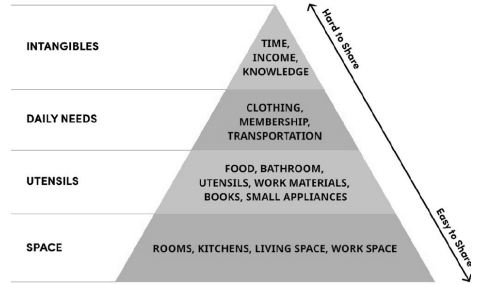 INTANGIBLES
TIME,
INCOME,
KNOWLEDGE
DAILY NEEDS
CLOTHING,
MEMBERSHIP,
TRANSPORTATION
UTENSILS
FOOD, BATHROOM,
UTENSILS, WORK MATERIALS,
BOOKS, SMALL APPLIANCES
SPACE
ROOMS, KITCHENS, LIVING SPACE, WORK SPACE
Hard to Share
Easy to Share